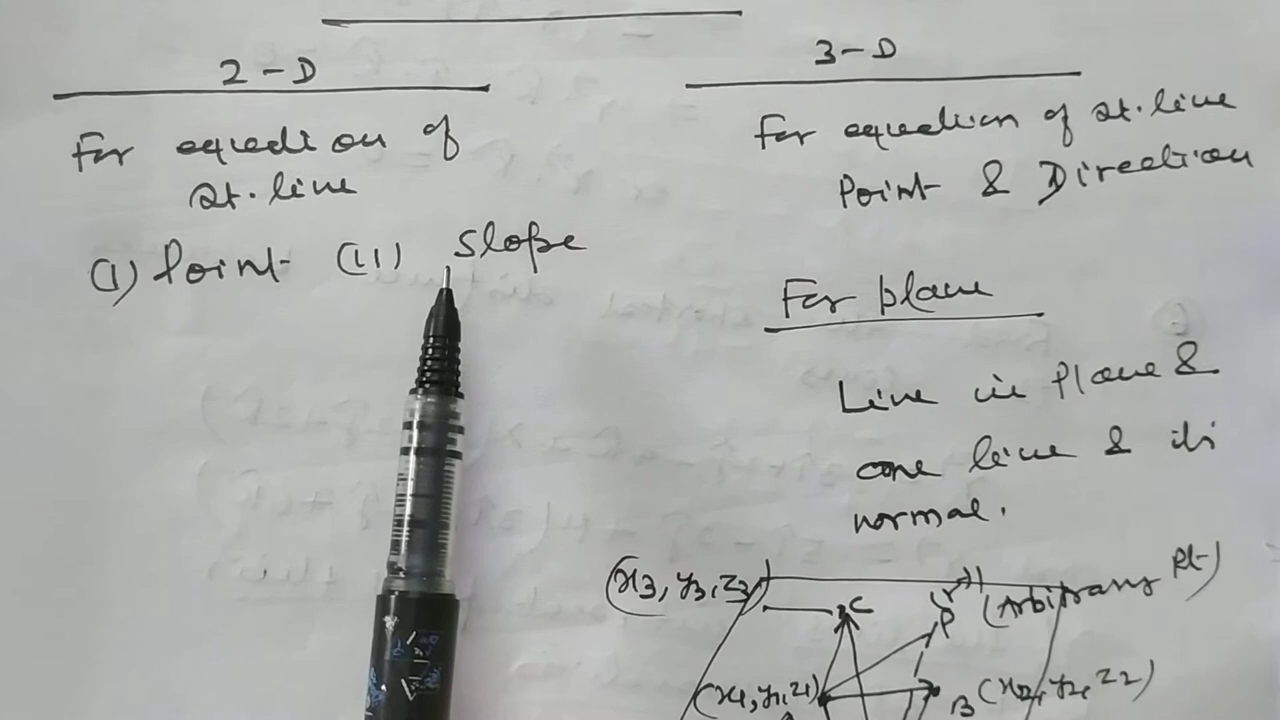 2-D
For equation of
st. line
(I) Point (II) Slope
3-D
For equation of st. line
Point & Direction
For plane
Line in Plane &
one line & its
normal.
(x3, y3, z3)
C
P(r) (Arbitrary Pt)
(x1, y1, z1)
B (x2, y2, z2)